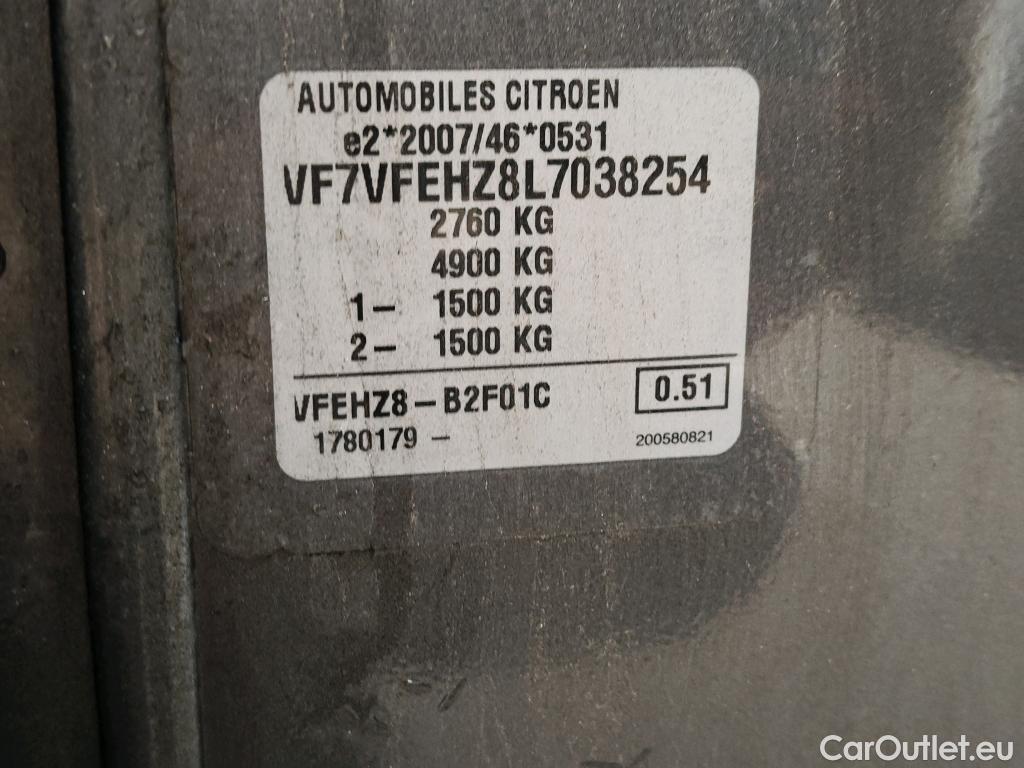 AUTOMOBILES CITROEN
e2*2007/46*0531
VF7VFEHZ8L7038254
2760 KG
4900 KG
1- 1500 KG
2- 1500 KG
VFEHZ8-B2F01C 0.51
1780179 - 200580821
CarOutlet.eu